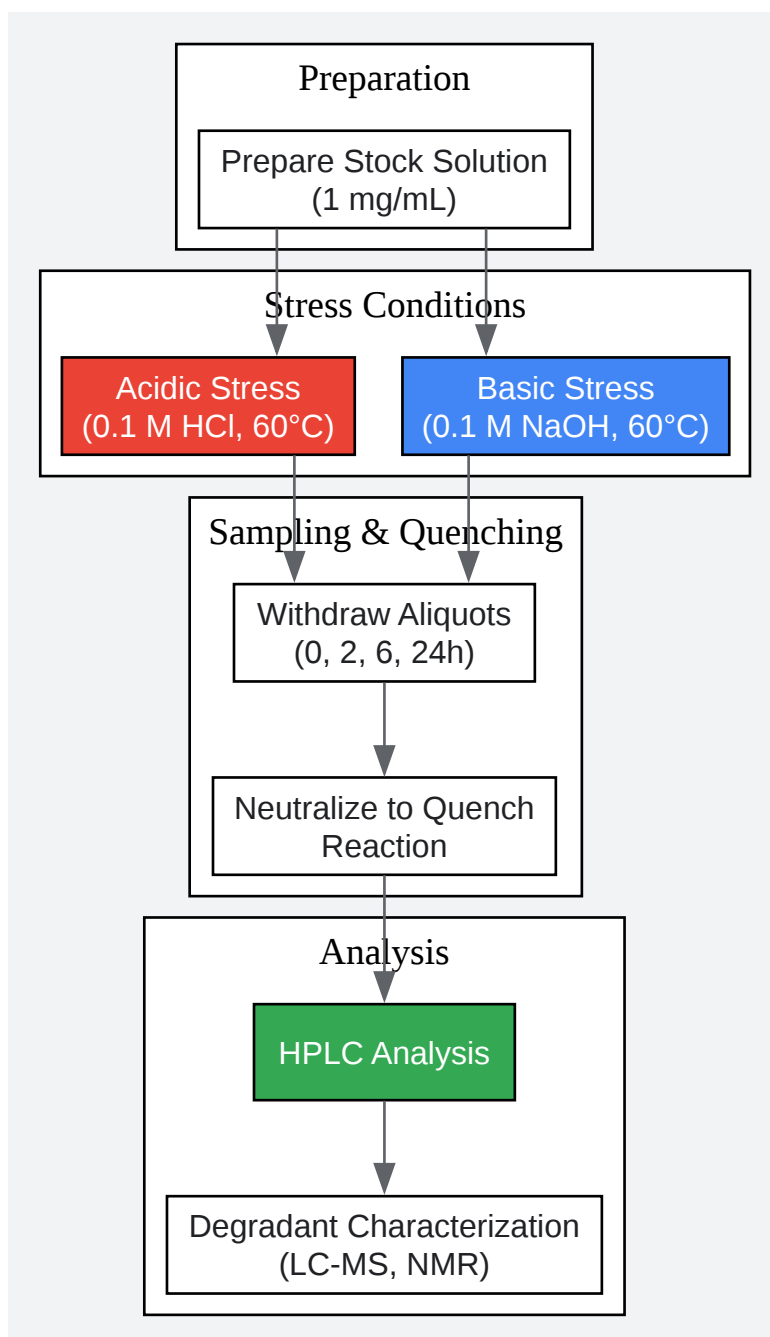 Preparation
Prepare Stock Solution
(1 mg/mL)
Stress Conditions
Acidic Stress
(0.1 M HCl, 60°C)
Basic Stress
(0.1 M NaOH, 60°C)
Sampling & Quenching
Withdraw Aliquots
(0, 2, 6, 24h)
Neutralize to Quench
Reaction
Analysis
HPLC Analysis
Degradant Characterization
(LC-MS, NMR)